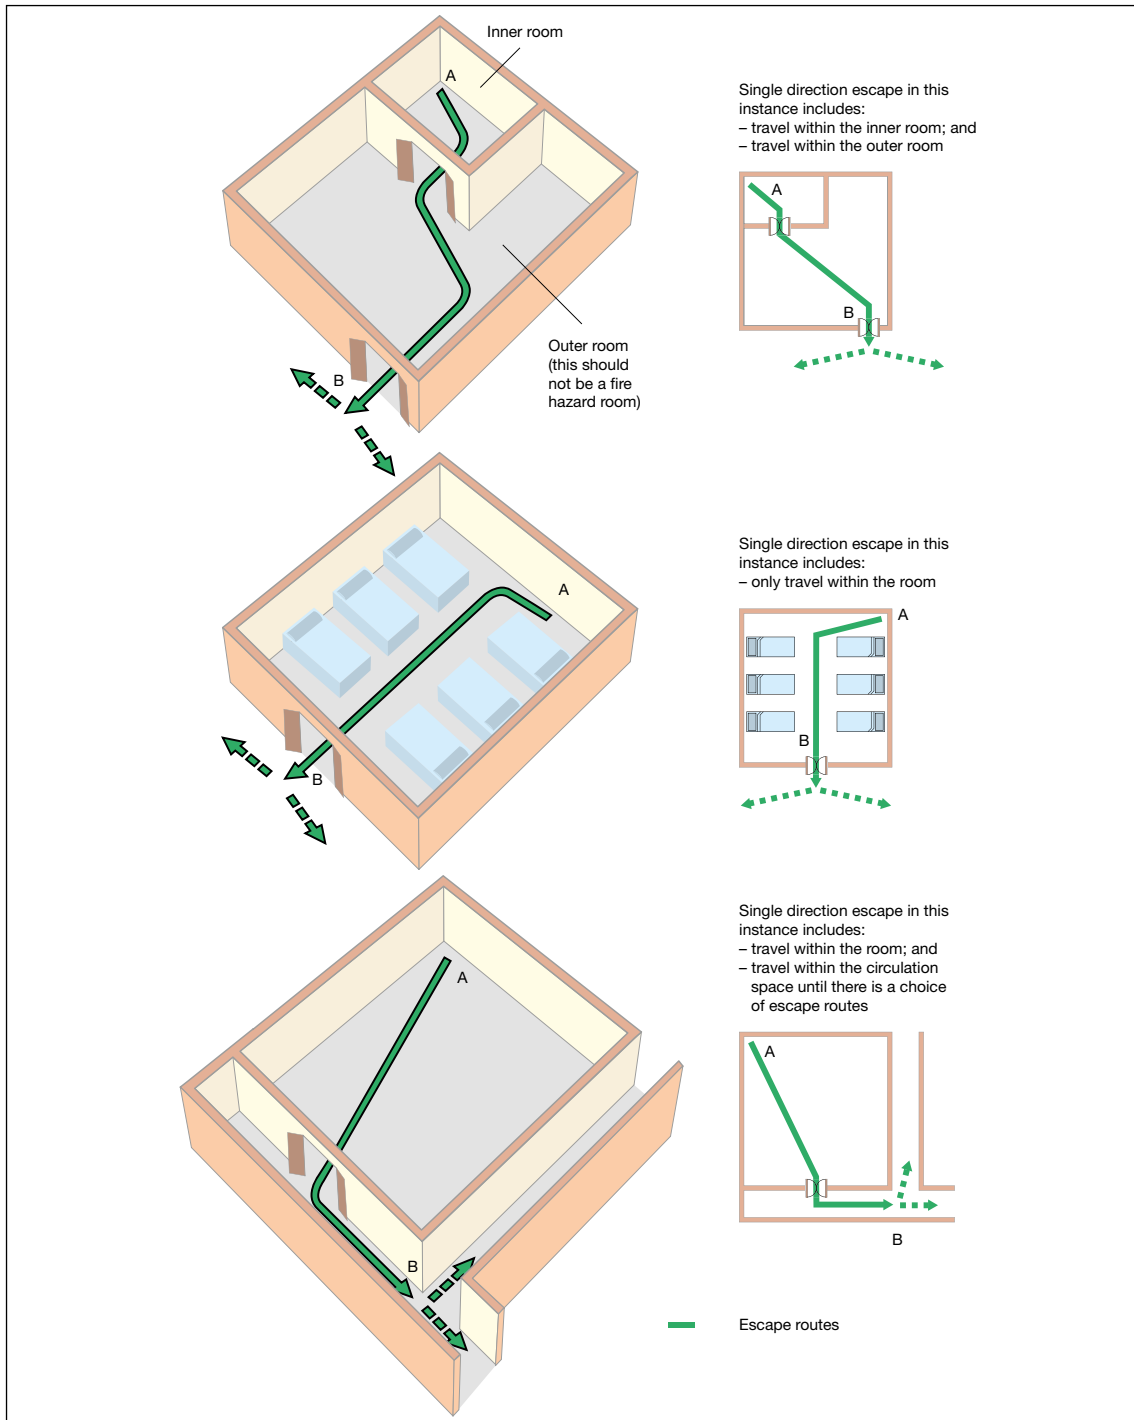 Inner room
A
Single direction escape in this
instance includes:
– travel within the inner room; and
– travel within the outer room
A
B
Outer room
(this should
not be a fire
hazard room)
B
Single direction escape in this
instance includes:
– only travel within the room
A
A
B
B
Single direction escape in this
instance includes:
– travel within the room; and
– travel within the circulation
space until there is a choice
of escape routes
A
A
B
B
Escape routes